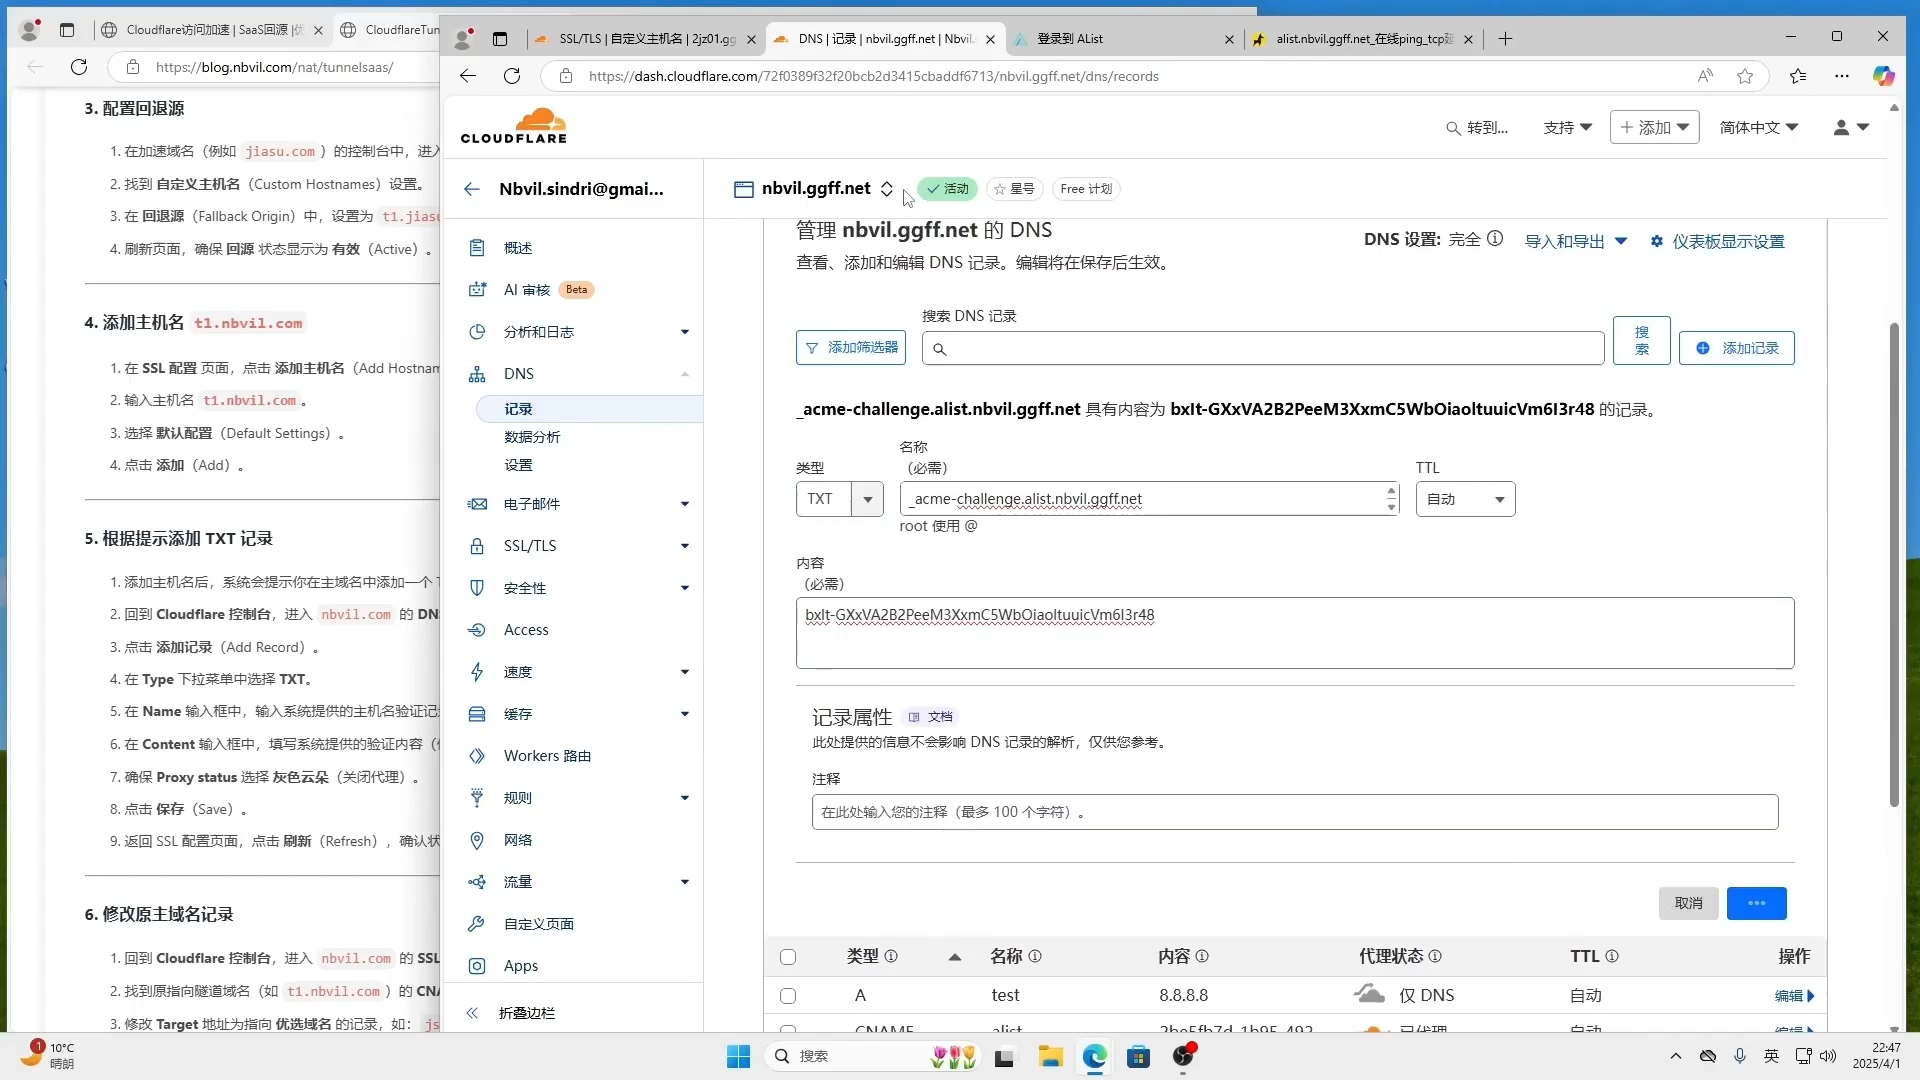 Cloudflare访问加速 | SaaS回源
CloudflareTun
https://blog.nbvil.com/nat/tunnelsaas/
3. 配置回退源
1. 在加速域名（例如 jiasu.com ）的控制台中，进入
2. 找到 自定义主机名（Custom Hostnames）设置。
3. 在 回退源（Fallback Origin）中，设置为 t1.jiasu
4. 刷新页面，确保 回源 状态显示为 有效（Active）。
4. 添加主机名 t1.nbvil.com
1. 在 SSL 配置 页面，点击 添加主机名（Add Hostnam
2. 输入主机名 t1.nbvil.com 。
3. 选择 默认配置（Default Settings）。
4. 点击 添加（Add）。
5. 根据提示添加 TXT 记录
1. 添加主机名后，系统会提示你在主域名中添加一个
2. 回到 Cloudflare 控制台，进入 nbvil.com 的 DN
3. 点击 添加记录（Add Record）。
4. 在 Type 下拉菜单中选择 TXT。
5. 在 Name 输入框中，输入系统提供的主机名验证记
6. 在 Content 输入框中，填写系统提供的验证内容（
7. 确保 Proxy status 选择 灰色云朵（关闭代理）。
8. 点击 保存（Save）。
9. 返回 SSL 配置页面，点击 刷新（Refresh），确认状
6. 修改原主域名记录
1. 回到 Cloudflare 控制台，进入 nbvil.com 的 SSL
2. 找到原指向隧道域名（如 t1.nbvil.com ）的 CNA
3. 修改 Target 地址为指向 优选域名 的记录，如： js
SSL/TLS | 自定义主机名 | 2jz01.gg
DNS | 记录 | nbvil.ggff.net | Nbvil.
登录到 AList
alist.nbvil.ggff.net_在线ping_tcp延
https://dash.cloudflare.com/72f0389f32f20bcb2d3415cbaddf6713/nbvil.ggff.net/dns/records
CLOUDFLARE
转到...
支持
添加
简体中文
Nbvil.sindri@gmai...
nbvil.ggff.net
活动
星号
Free 计划
概述
AI 审核 Beta
分析和日志
DNS
记录
数据分析
设置
电子邮件
SSL/TLS
安全性
Access
速度
缓存
Workers 路由
规则
网络
流量
自定义页面
Apps
折叠边栏
管理 nbvil.ggff.net 的 DNS
查看、添加和编辑 DNS 记录。编辑将在保存后生效。
DNS 设置: 完全
导入和导出
仪表板显示设置
搜索 DNS 记录
添加筛选器
搜
索
添加记录
_acme-challenge.alist.nbvil.ggff.net 具有内容为 bxIt-GXxVA2B2PeeM3XxmC5WbOiaoltuuicVm6I3r48 的记录。
类型
名称
（必需）
TTL
TXT
_acme-challenge.alist.nbvil.ggff.net
自动
root 使用 @
内容
（必需）
bxIt-GXxVA2B2PeeM3XxmC5WbOiaoltuuicVm6I3r48
记录属性 文档
此处提供的信息不会影响 DNS 记录的解析，仅供您参考。
注释
在此处输入您的注释（最多 100 个字符）。
取消
类型 名称 内容 代理状态 TTL 操作
A test 8.8.8.8 仅 DNS 自动 编辑
CNAME alist 已代理 自动 编辑
1
10°C
晴朗
搜索
英
22:47
2025/4/1